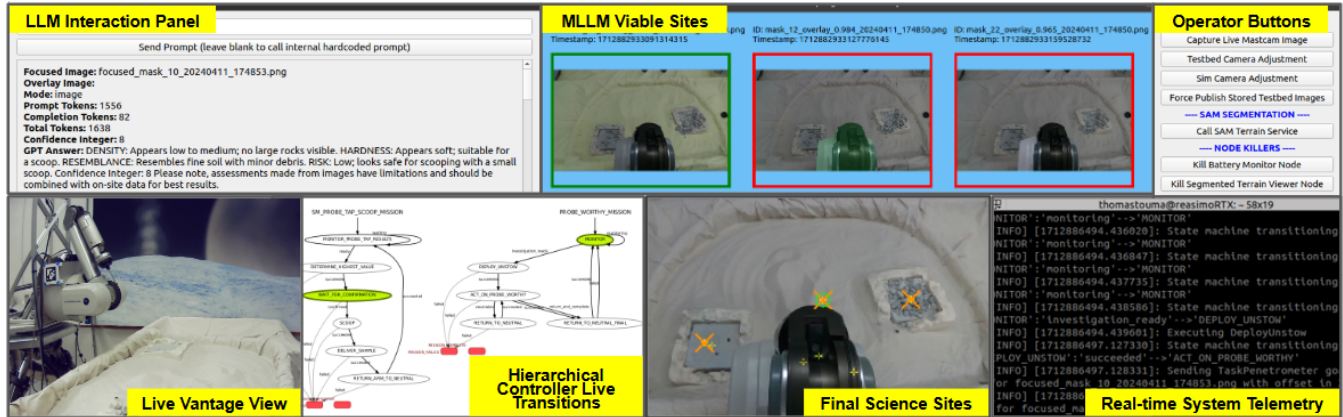 LLM Interaction Panel
Send Prompt (leave blank to call internal hardcoded prompt)
Focused Image: focused_mask_10_20240411_174853.png
Overlay Image:
Mode: image
Prompt Tokens: 1556
Completion Tokens: 82
Total Tokens: 1638
Confidence Integer: 8
GPT Answer: DENSITY: Appears low to medium; no large rocks visible. HARDNESS: Appears soft; suitable for
a scoop. RESEMBLANCE: Resembles fine soil with minor debris. RISK: Low; looks safe for scooping with a small
scoop. Confidence Integer: 8 Please note, assessments made from images have limitations and should be
combined with on-site data for best results.
MLLM Viable Sites
.png ID: mask_12_overlay_0.984_20240411_174850.png ID: mask_22_overlay_0.965_20240411_174850.png
Timestamp: 1712882933091314315 Timestamp: 1712882933127776145 Timestamp: 1712882933159528732
Operator Buttons
Capture Live Mastcam Image
Testbed Camera Adjustment
Sim Camera Adjustment
Force Publish Stored Testbed Images
---- SAM SEGMENTATION ----
Call SAM Terrain Service
---- NODE KILLERS ----
Kill Battery Monitor Node
Kill Segmented Terrain Viewer Node
Live Vantage View
SM_PROBE_TAP_SCOOP_MISSION
MONITOR_PROBE_TAP_RESULTS
DETERMINE_HIGHEST_VALUE
WAIT_FOR_CONFIRMATION
SCOOP
DELIVER_SAMPLE
RETURN_ARM_TO_NEUTRAL
PROBE_WORTHY_MISSION
MONITOR
DEPLOY_UNSTOW
ACT_ON_PROBE_WORTHY
RETURN_TO_NEUTRAL
RETURN_TO_NEUTRAL_FINAL
Hierarchical
Controller Live
Transitions
Final Science Sites
thomastouma@reasimoRTX: ~ 58x19
NITOR':'monitoring'-->'MONITOR'
INFO] [1712886494.436020]: State machine transitioning
NITOR':'monitoring'-->'MONITOR'
INFO] [1712886494.436847]: State machine transitioning
NITOR':'monitoring'-->'MONITOR'
INFO] [1712886494.437735]: State machine transitioning
NITOR':'monitoring'-->'MONITOR'
INFO] [1712886494.438586]: State machine transitioning
NITOR':'investigation_ready'-->'DEPLOY_UNSTOW'
INFO] [1712886494.439601]: Executing DeployUnstow
INFO] [1712886497.127330]: State machine transitioning
PLOY_UNSTOW':'succeeded'-->'ACT_ON_PROBE_WORTHY'
INFO] [1712886497.128331]: Sending TaskPenetrometer go
for focused_mask_10_20240411_174853.png with offset in
INFO] [1712886
for focused_ma
Real-time System Telemetry